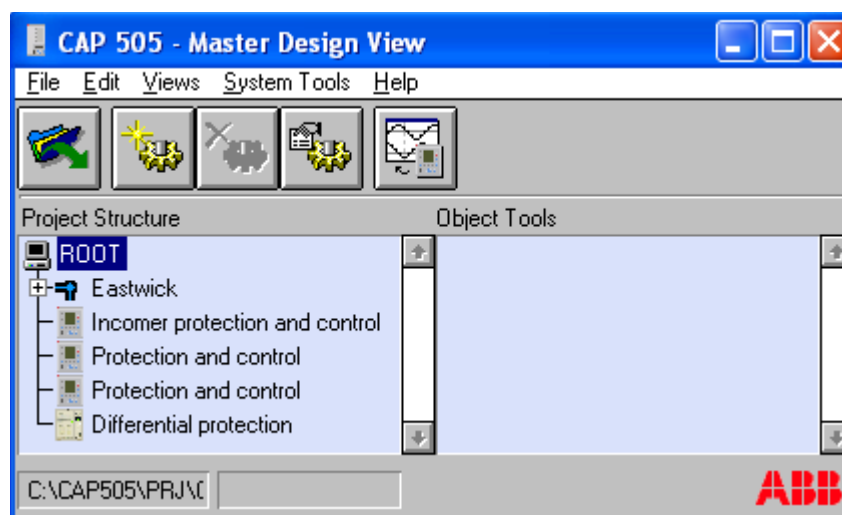 CAP 505 - Master Design View
File Edit Views System Tools Help
Project Structure
Object Tools
ROOT
Eastwick
Incomer protection and control
Protection and control
Protection and control
Differential protection
C:\CAP505\PRJ\
ABB